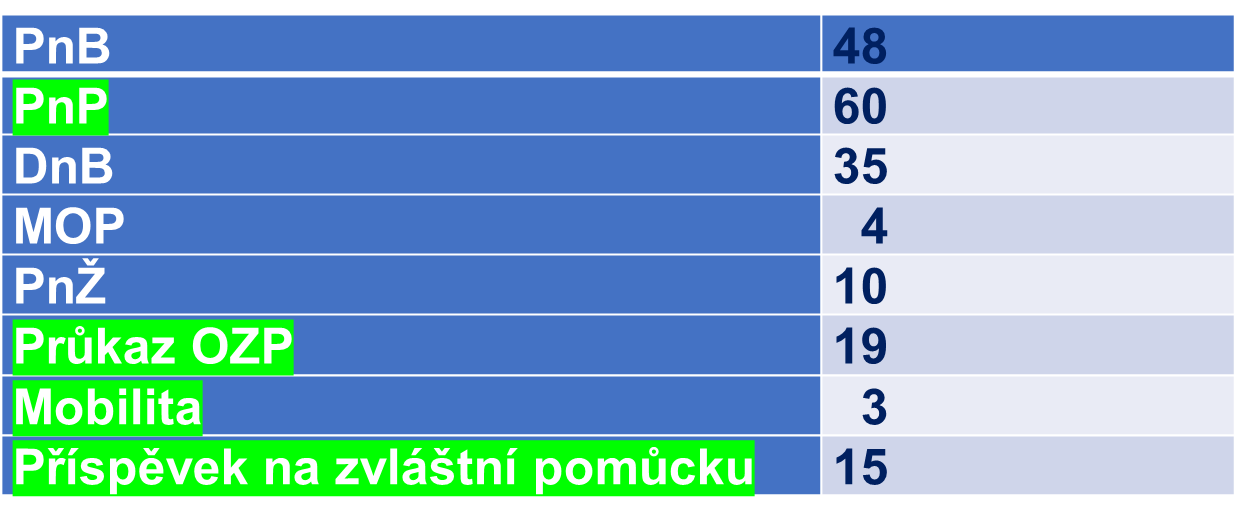 PnB 48
PnP 60
DnB 35
MOP 4
PnŽ 10
Průkaz OZP 19
Mobilita 3
Příspěvek na zvláštní pomůcku 15